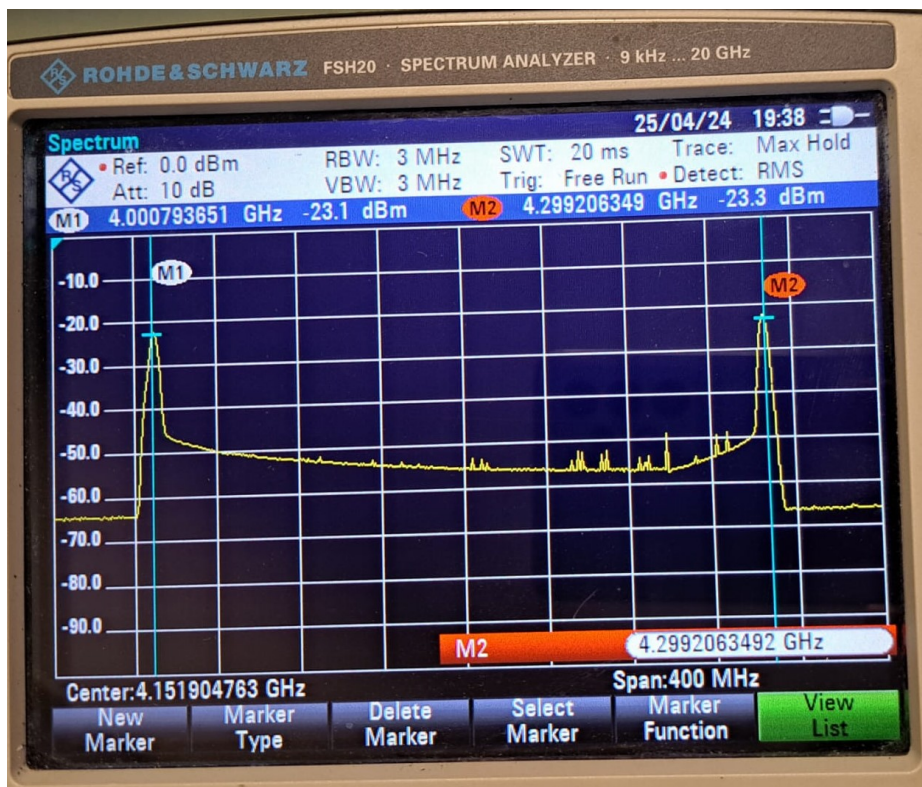 R S ROHDE&SCHWARZ FSH20 · SPECTRUM ANALYZER · 9 kHz ... 20 GHz
25/04/24 19:38
Spectrum
R S
Ref: 0.0 dBm RBW: 3 MHz SWT: 20 ms Trace: Max Hold
Att: 10 dB VBW: 3 MHz Trig: Free Run Detect: RMS
M1 4.000793651 GHz -23.1 dBm M2 4.299206349 GHz -23.3 dBm
M1
M2
-10.0
-20.0
-30.0
-40.0
-50.0
-60.0
-70.0
-80.0
-90.0
M2 4.2992063492 GHz
Center:4.151904763 GHz Span:400 MHz
New Marker Delete Select Marker View
Marker Type Marker Marker Function List